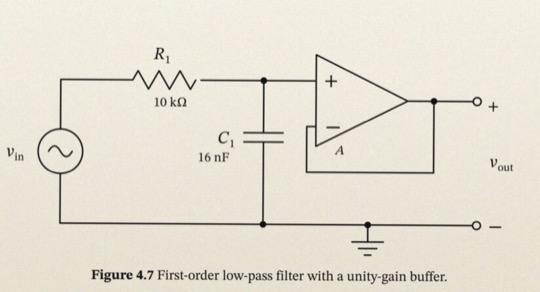 R₁
10 kΩ
+
+
C₁
−
A
16 nF
vin
vout
−
Figure 4.7 First-order low-pass filter with a unity-gain buffer.